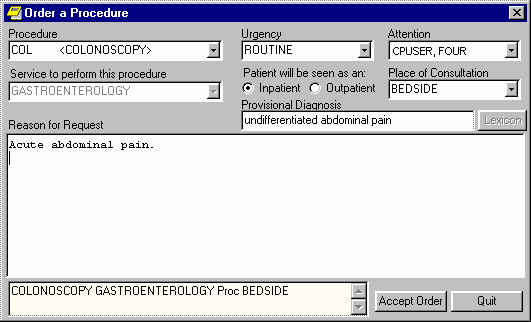 Order a Procedure
Procedure
COL <COLONOSCOPY>
Urgency
ROUTINE
Attention
CPUSER, FOUR
Service to perform this procedure
GASTROENTEROLOGY
Patient will be seen as an:
Inpatient Outpatient
Place of Consultation
BEDSIDE
Provisional Diagnosis
undifferentiated abdominal pain
Lexicon
Reason for Request
Acute abdominal pain.
COLONOSCOPY GASTROENTEROLOGY Proc BEDSIDE
Accept Order
Quit